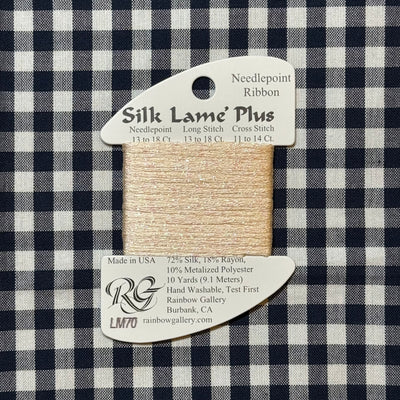 Needlepoint
Ribbon
Silk Lame' Plus
Needlepoint Long Stitch Cross Stitch
13 to 18 Ct. 13 to 18 Ct. 11 to 14 Ct.
Made in USA 72% Silk, 18% Rayon,
10% Metalized Polyester
10 Yards (9.1 Meters)
Hand Washable, Test First
Rainbow Gallery
Burbank, CA
rainbowgallery.com
RG
LM70